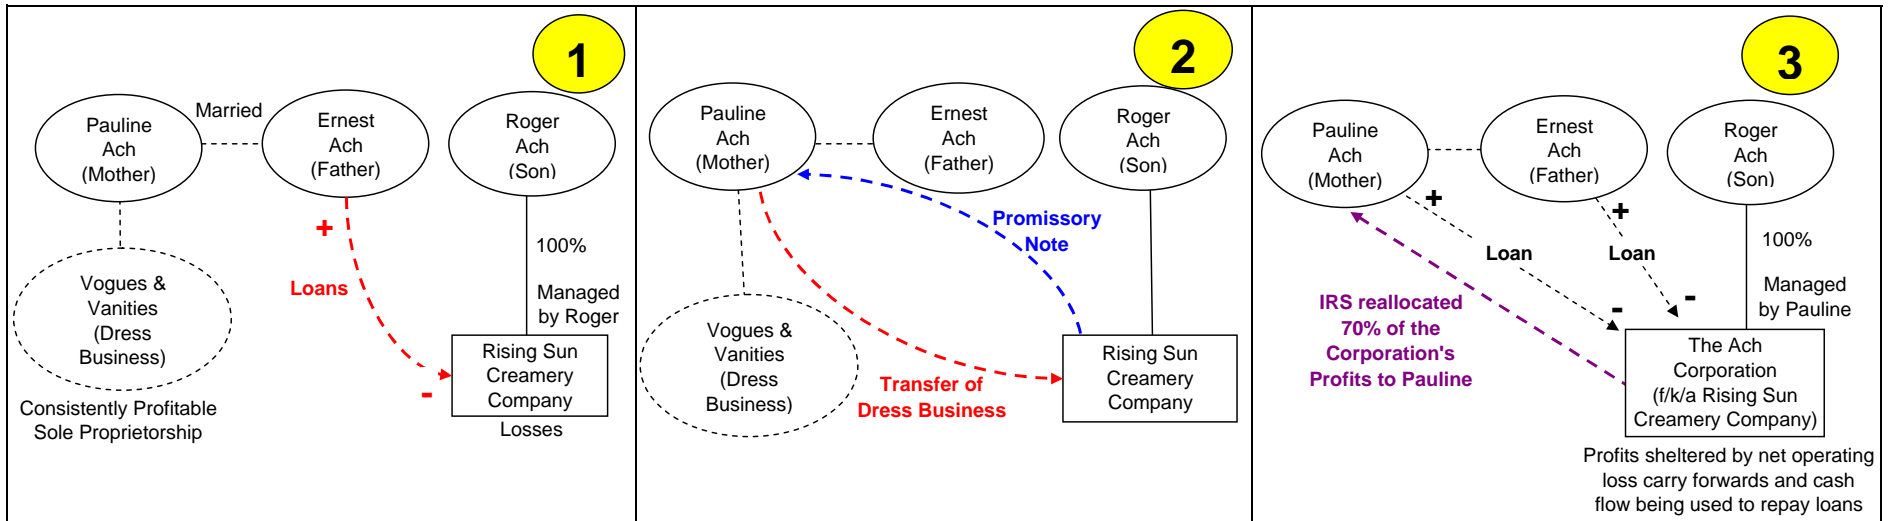 1
Pauline
Ach
(Mother)
Married
Ernest
Ach
(Father)
Roger
Ach
(Son)
Vogues &
Vanities
(Dress
Business)
Consistently Profitable
Sole Proprietorship
+
Loans
-
100%
Managed
by Roger
Rising Sun
Creamery
Company
Losses
2
Pauline
Ach
(Mother)
Ernest
Ach
(Father)
Roger
Ach
(Son)
Promissory
Note
Vogues &
Vanities
(Dress
Business)
Transfer of
Dress Business
Rising Sun
Creamery
Company
3
Pauline
Ach
(Mother)
Ernest
Ach
(Father)
Roger
Ach
(Son)
+
Loan
-
+
Loan
-
100%
Managed
by Pauline
IRS reallocated
70% of the
Corporation's
Profits to Pauline
The Ach
Corporation
(f/k/a Rising Sun
Creamery Company)
Profits sheltered by net operating
loss carry forwards and cash
flow being used to repay loans